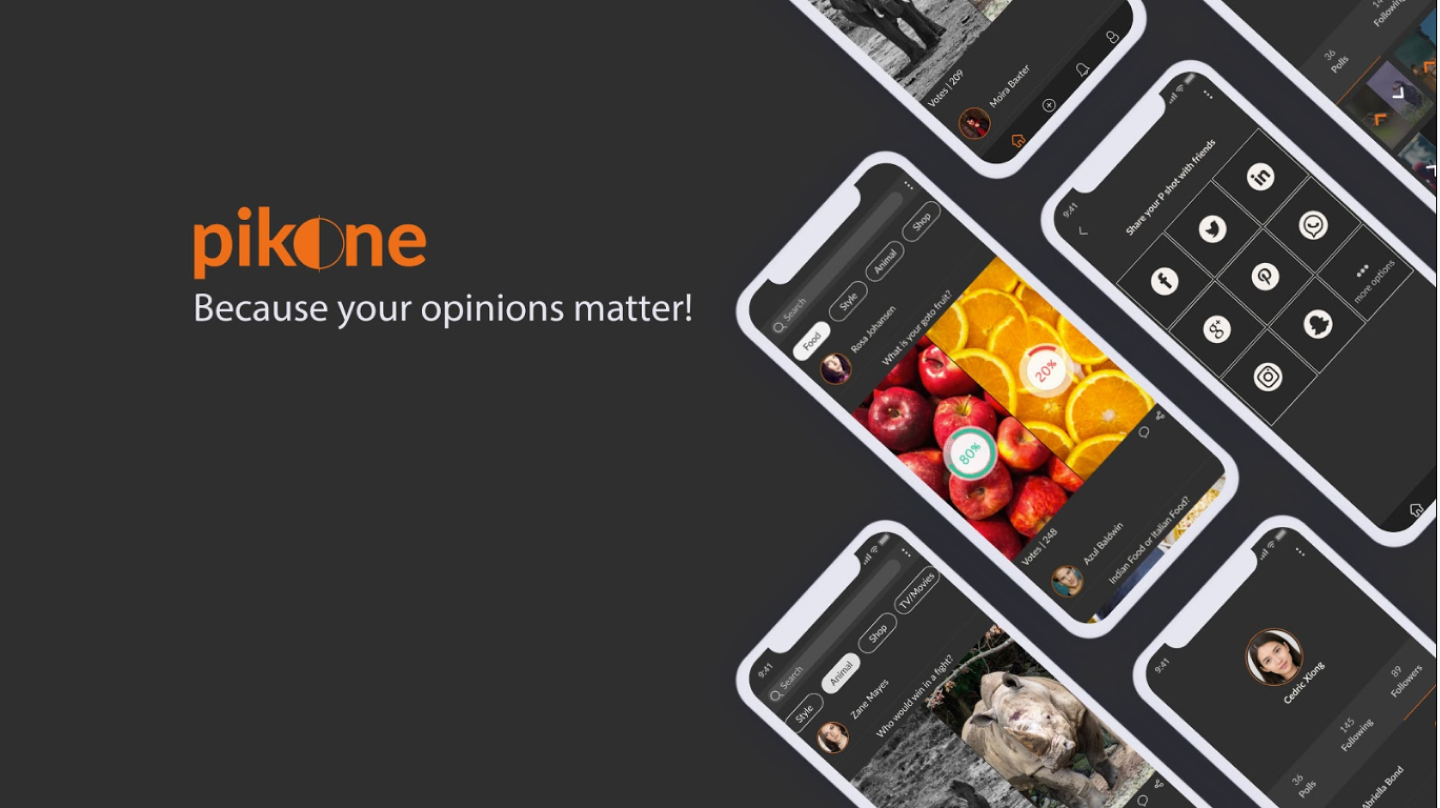 pikone
Because your opinions matter!
Votes | 209
Moira Baxter
36
Polls
Following
9:41
Share your P shot with friends
in
f
g+
more options
Search
Food
Style
Animal
Shop
Rosa Johansen
What is your goto fruit?
20%
80%
Votes | 248
Azul Baldwin
Indian Food or Italian Food?
9:41
Search
Style
Animal
Shop
TV/Movies
Zane Mayes
Who would win in a fight?
9:41
Cedric Xiong
36
Polls
145
Following
89
Followers
Bond